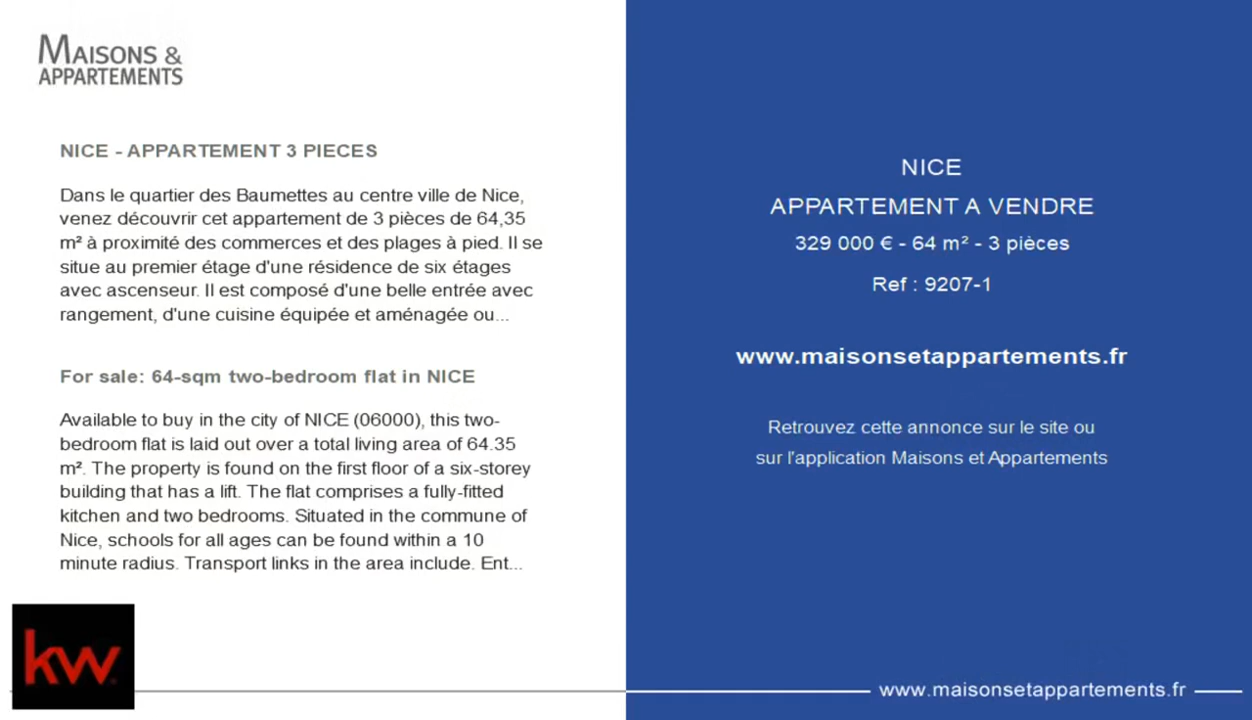 MAISONS &
APPARTEMENTS
NICE - APPARTEMENT 3 PIECES
Dans le quartier des Baumettes au centre ville de Nice,
venez découvrir cet appartement de 3 pièces de 64,35
m² à proximité des commerces et des plages à pied. Il se
situe au premier étage d'une résidence de six étages
avec ascenseur. Il est composé d'une belle entrée avec
rangement, d'une cuisine équipée et aménagée ou...
For sale: 64-sqm two-bedroom flat in NICE
Available to buy in the city of NICE (06000), this two-
bedroom flat is laid out over a total living area of 64.35
m². The property is found on the first floor of a six-storey
building that has a lift. The flat comprises a fully-fitted
kitchen and two bedrooms. Situated in the commune of
Nice, schools for all ages can be found within a 10
minute radius. Transport links in the area include. Ent...
kw
NICE
APPARTEMENT A VENDRE
329 000 € - 64 m² - 3 pièces
Ref : 9207-1
www.maisonsetappartements.fr
Retrouvez cette annonce sur le site ou
sur l'application Maisons et Appartements
www.maisonsetappartements.fr